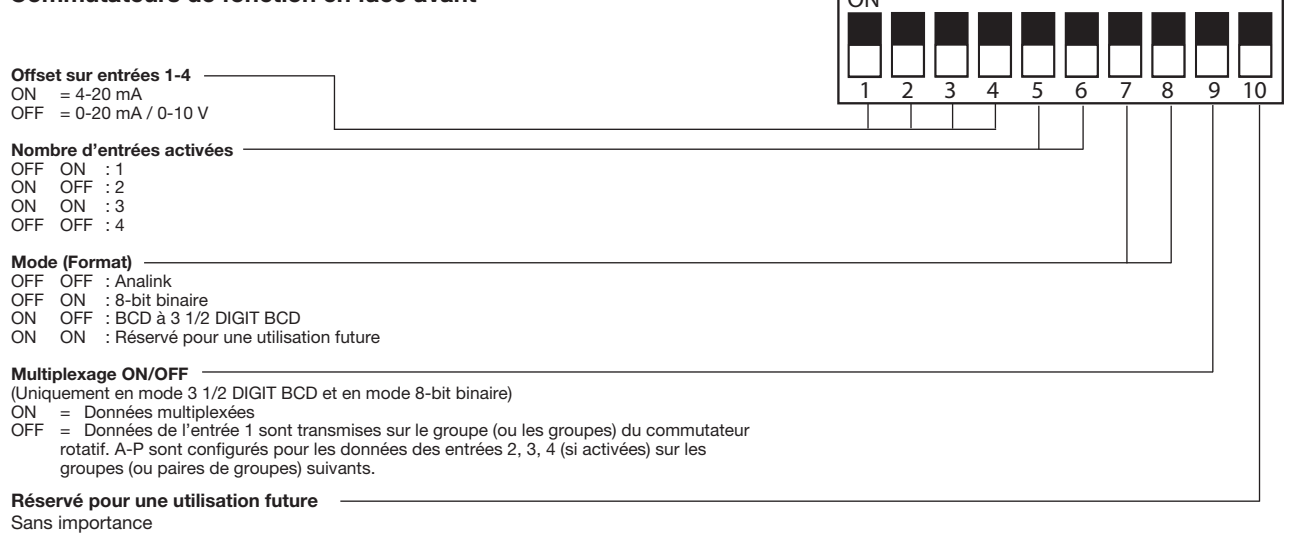 Commutateurs de fonction en face avant
ON
1 2 3 4 5 6 7 8 9 10
Offset sur entrées 1-4
ON = 4-20 mA
OFF = 0-20 mA / 0-10 V
Nombre d'entrées activées
OFF ON : 1
ON OFF : 2
ON ON : 3
OFF OFF : 4
Mode (Format)
OFF OFF : Analink
OFF ON : 8-bit binaire
ON OFF : BCD à 3 1/2 DIGIT BCD
ON ON : Réservé pour une utilisation future
Multiplexage ON/OFF
(Uniquement en mode 3 1/2 DIGIT BCD et en mode 8-bit binaire)
ON = Données multiplexées
OFF = Données de l'entrée 1 sont transmises sur le groupe (ou les groupes) du commutateur
rotatif. A-P sont configurés pour les données des entrées 2, 3, 4 (si activées) sur les
groupes (ou paires de groupes) suivants.
Réservé pour une utilisation future
Sans importance